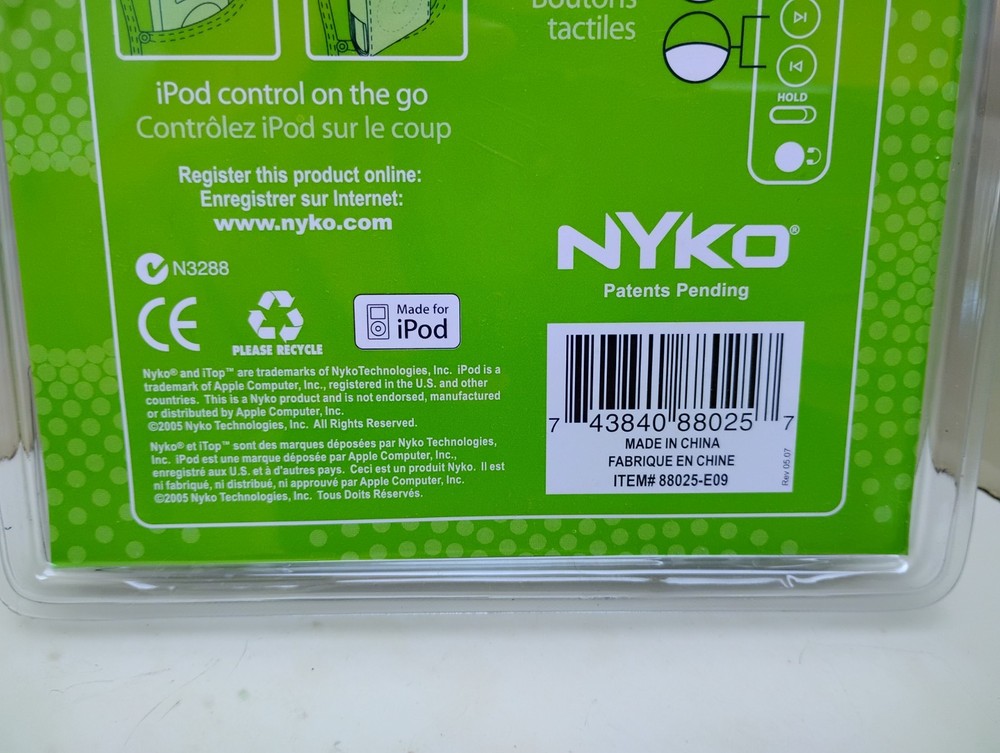 Boutons
tactiles
iPod control on the go
Contrôlez iPod sur le coup
HOLD
Register this product online:
Enregistrer sur Internet:
www.nyko.com
NYKO®
Patents Pending
N3288
CE
PLEASE RECYCLE
Made for
iPod
Nyko® and iTop™ are trademarks of NykoTechnologies, Inc. iPod is a
trademark of Apple Computer, Inc., registered in the U.S. and other
countries. This is a Nyko product and is not endorsed, manufactured
or distributed by Apple Computer, Inc.
©2005 Nyko Technologies, Inc. All Rights Reserved.
Nyko® et iTop™ sont des marques déposées par Nyko Technologies,
Inc. iPod est une marque déposée par Apple Computer, Inc.,
enregistré aux U.S. et à d'autres pays. Ceci est un produit Nyko. Il est
ni fabriqué, ni distribué, ni approuvé par Apple Computer, Inc.
©2005 Nyko Technologies, Inc. Tous Doits Réservés.
7 43840 88025 7
MADE IN CHINA
FABRIQUE EN CHINE
ITEM# 88025-E09
Rev 05.07